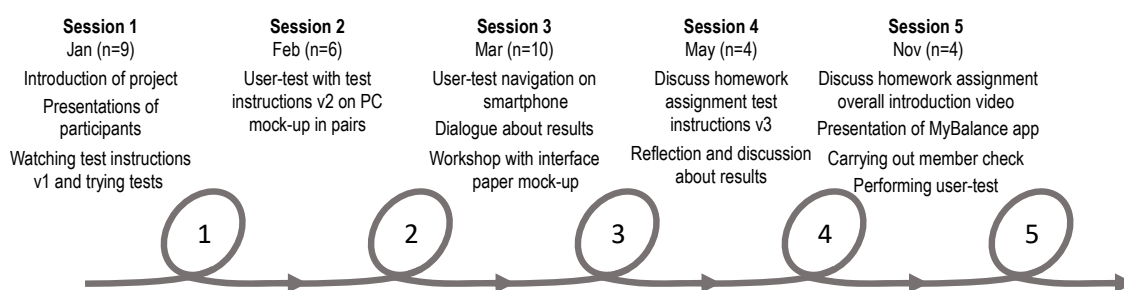 Session 1
Jan (n=9)
Introduction of project
Presentations of
participants
Watching test instructions
v1 and trying tests
Session 2
Feb (n=6)
User-test with test
instructions v2 on PC
mock-up in pairs
Session 3
Mar (n=10)
User-test navigation on
smartphone
Dialogue about results
Workshop with interface
paper mock-up
Session 4
May (n=4)
Discuss homework
assignment test
instructions v3
Reflection and discussion
about results
Session 5
Nov (n=4)
Discuss homework assignment
overall introduction video
Presentation of MyBalance app
Carrying out member check
Performing user-test
1
2
3
4
5